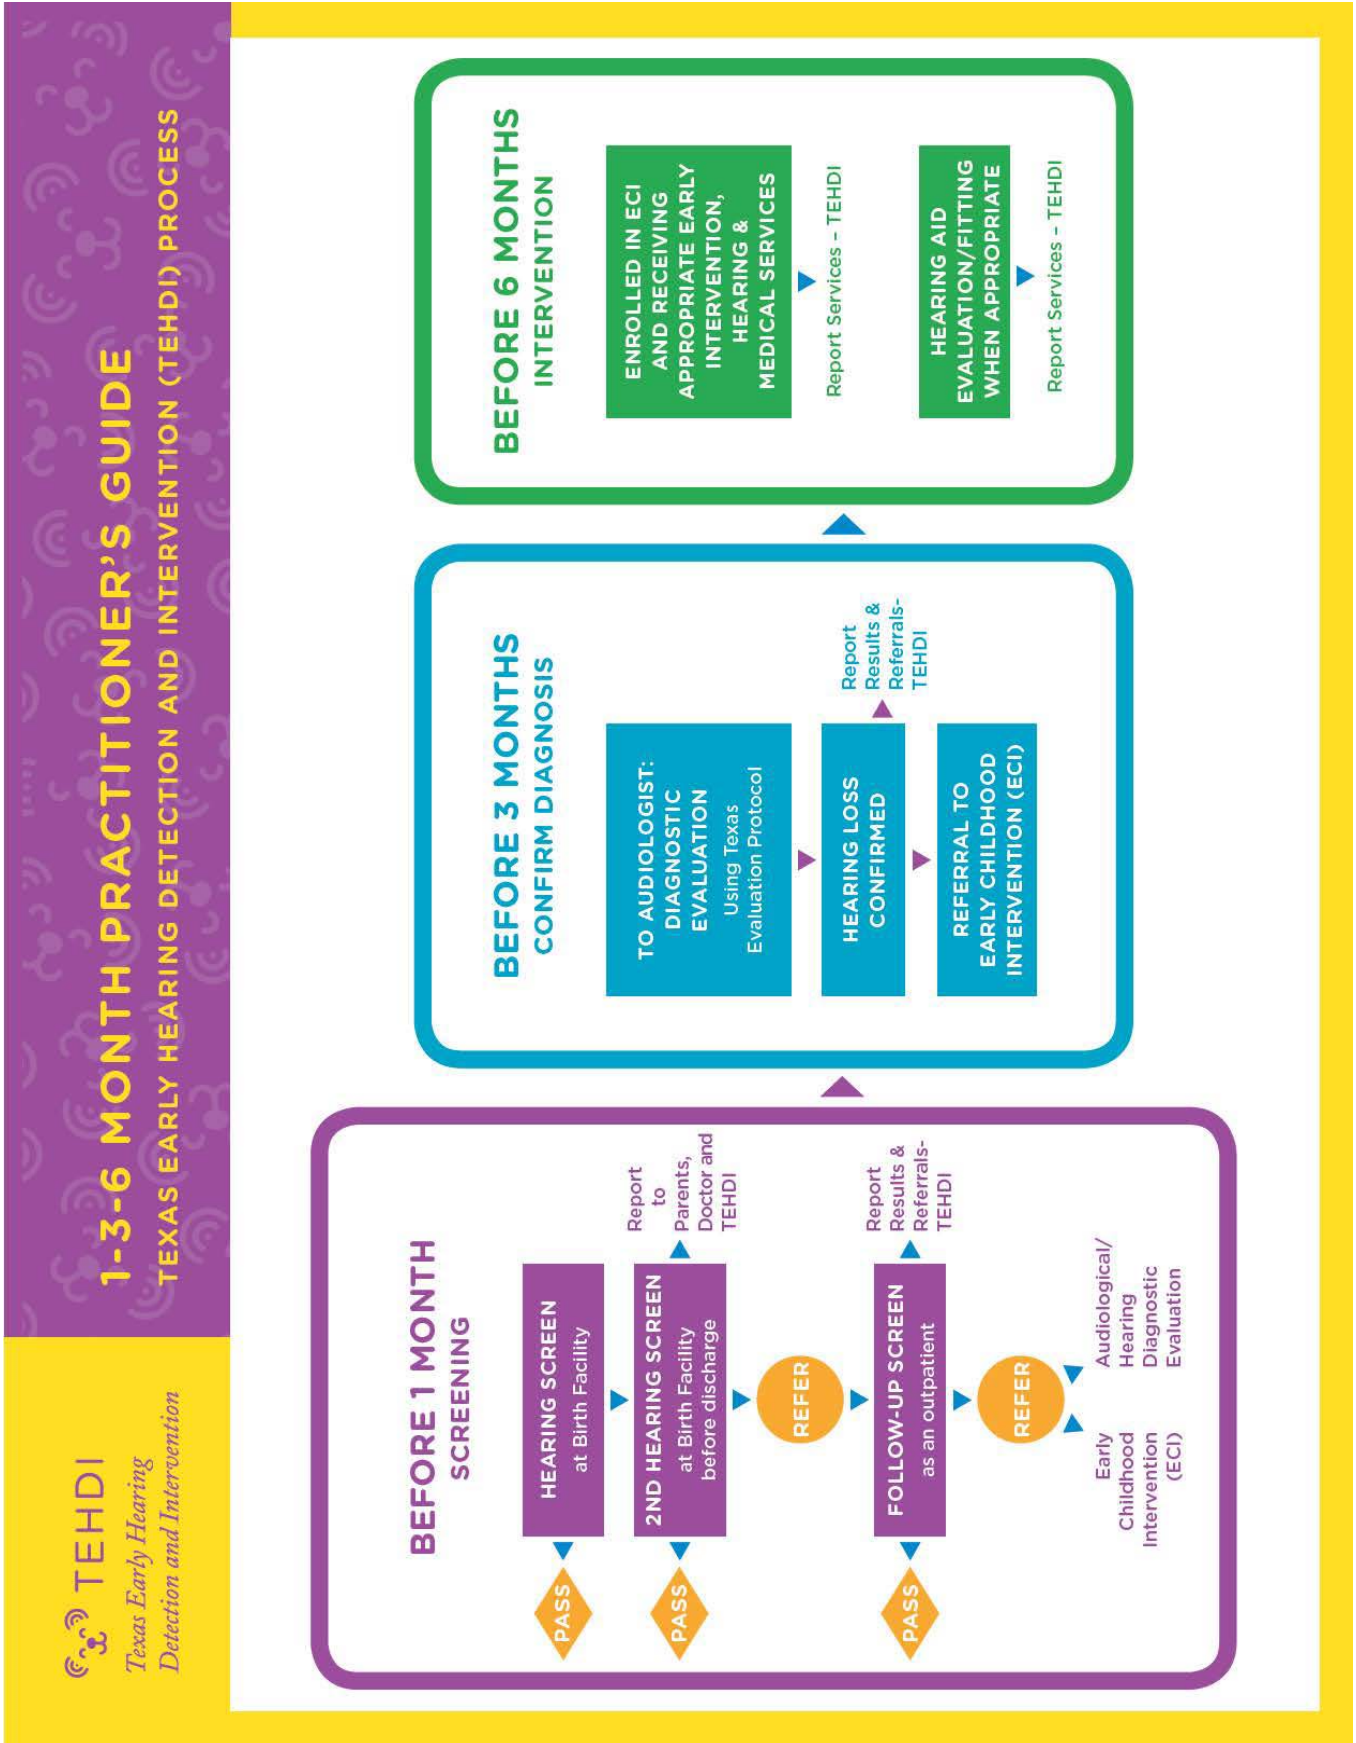 TEHDI
Texas Early Hearing
Detection and Intervention
1-3-6 MONTH PRACTITIONER'S GUIDE
TEXAS EARLY HEARING DETECTION AND INTERVENTION (TEHDI) PROCESS
BEFORE 1 MONTH
SCREENING
HEARING SCREEN
at Birth Facility
PASS
2ND HEARING SCREEN
at Birth Facility
before discharge
PASS
Report
to
Parents,
Doctor and
TEHDI
REFER
FOLLOW-UP SCREEN
as an outpatient
PASS
Report
Results &
Referrals-
TEHDI
REFER
Early
Childhood
Intervention
(ECI)
Audiological/
Hearing
Diagnostic
Evaluation
BEFORE 3 MONTHS
CONFIRM DIAGNOSIS
TO AUDIOLOGIST:
DIAGNOSTIC
EVALUATION
Using Texas
Evaluation Protocol
HEARING LOSS
CONFIRMED
Report
Results &
Referrals-
TEHDI
REFERRAL TO
EARLY CHILDHOOD
INTERVENTION (ECI)
BEFORE 6 MONTHS
INTERVENTION
ENROLLED IN ECI
AND RECEIVING
APPROPRIATE EARLY
INTERVENTION,
HEARING &
MEDICAL SERVICES
Report Services – TEHDI
HEARING AID
EVALUATION/FITTING
WHEN APPROPRIATE
Report Services – TEHDI